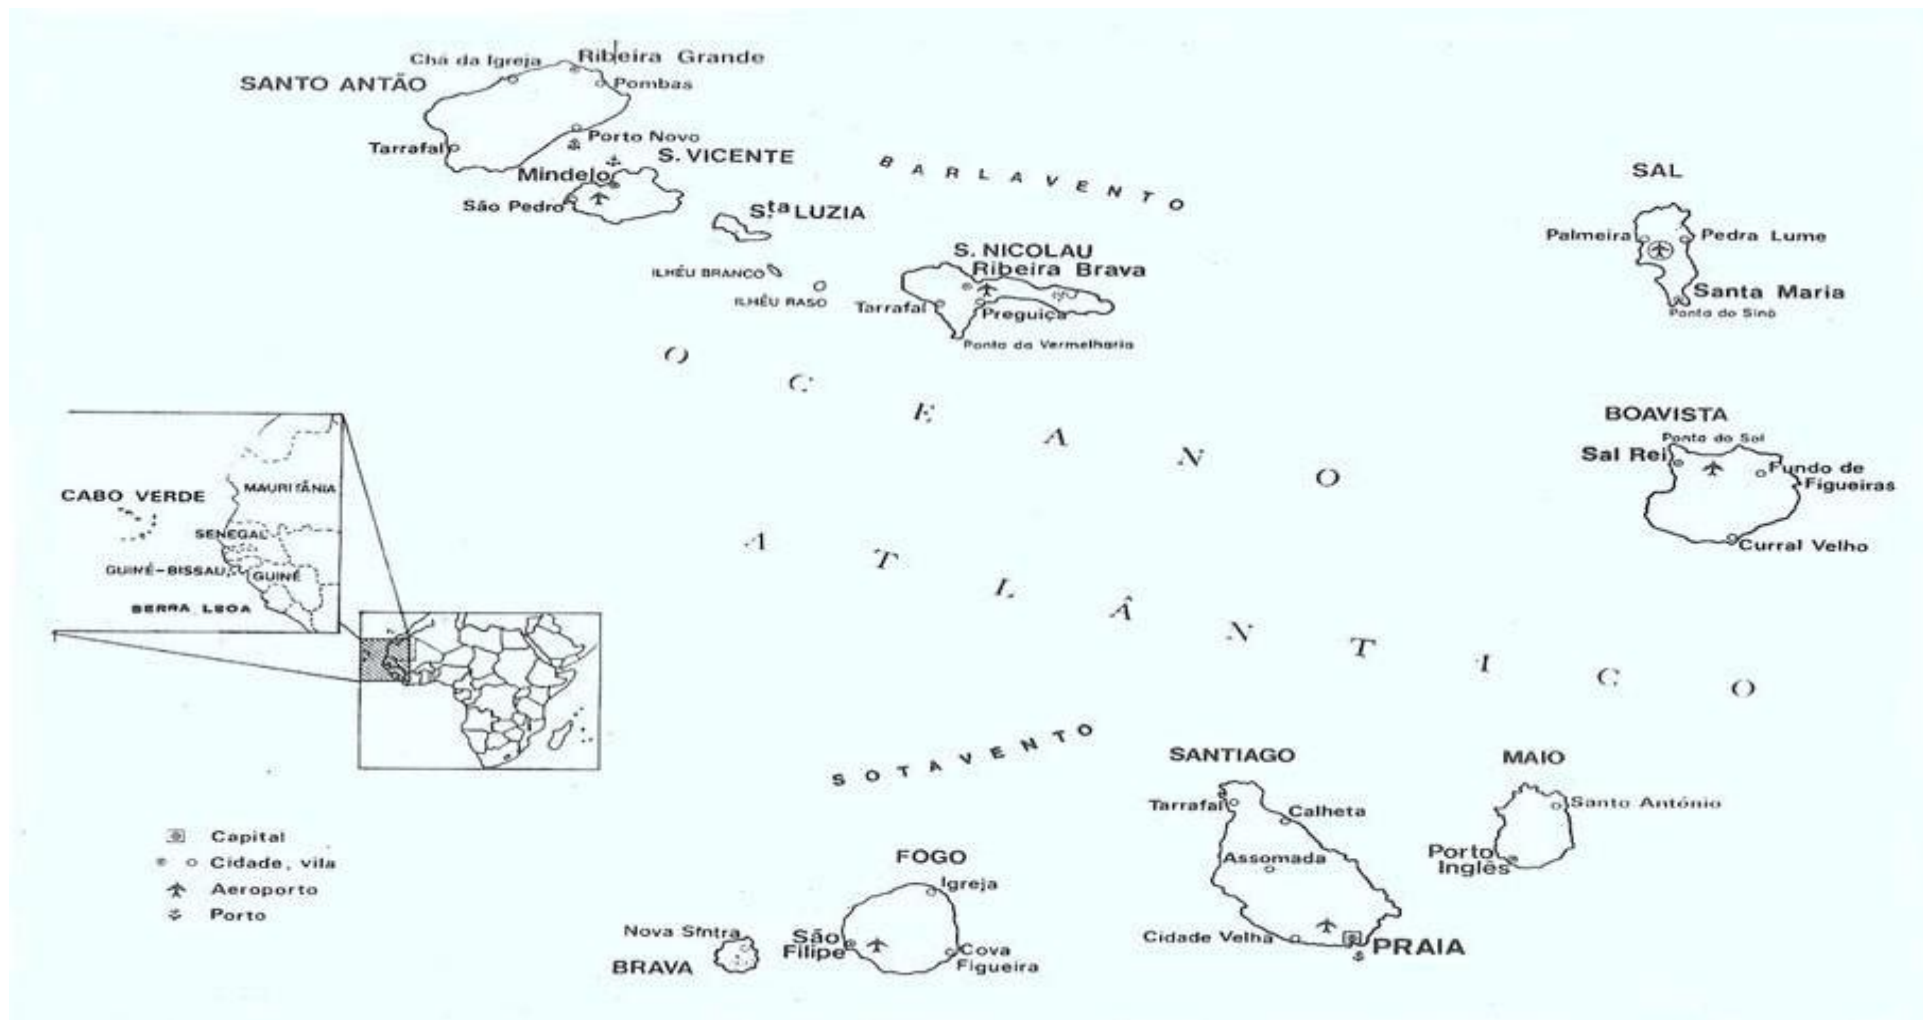 Chá da Igreja
Ribeira Grande
SANTO ANTÃO
Pombas
Porto Novo
Tarrafal
S. VICENTE
Mindelo
São Pedro
S.ta LUZIA
ILHÉU BRANCO
ILHÉU RASO
BARLAVENTO
S. NICOLAU
Ribeira Brava
Tarrafal
Preguiça
Ponta da Vermelharia
SAL
Palmeira
Pedra Lume
Santa Maria
Ponta do Sinó
OCEANO
ATLÂNTICO
BOAVISTA
Ponta do Sol
Sal Rei
Fundo de
Figueiras
Curral Velho
CABO VERDE
MAURITÂNIA
SENEGAL
GUINÉ-BISSAU
GUINÉ
SERRA LEOA
SOTAVENTO
SANTIAGO
Tarrafal
Calheta
Assomada
Cidade Velha
PRAIA
MAIO
Santo António
Porto
Inglês
FOGO
Igreja
São
Filipe
Cova
Figueira
Nova Sintra
BRAVA
Capital
Cidade, vila
Aeroporto
Porto